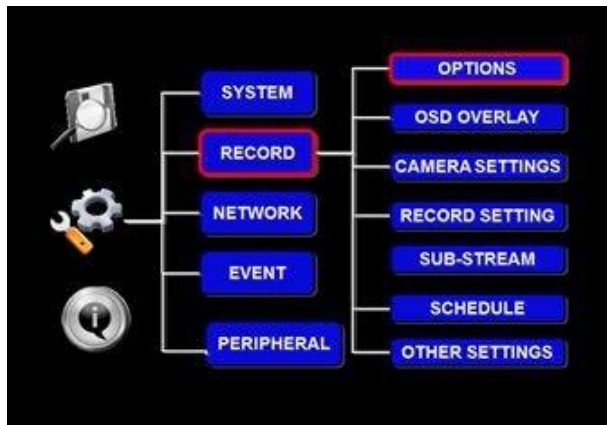 SYSTEM
RECORD
NETWORK
EVENT
PERIPHERAL
OPTIONS
OSD OVERLAY
CAMERA SETTINGS
RECORD SETTING
SUB-STREAM
SCHEDULE
OTHER SETTINGS